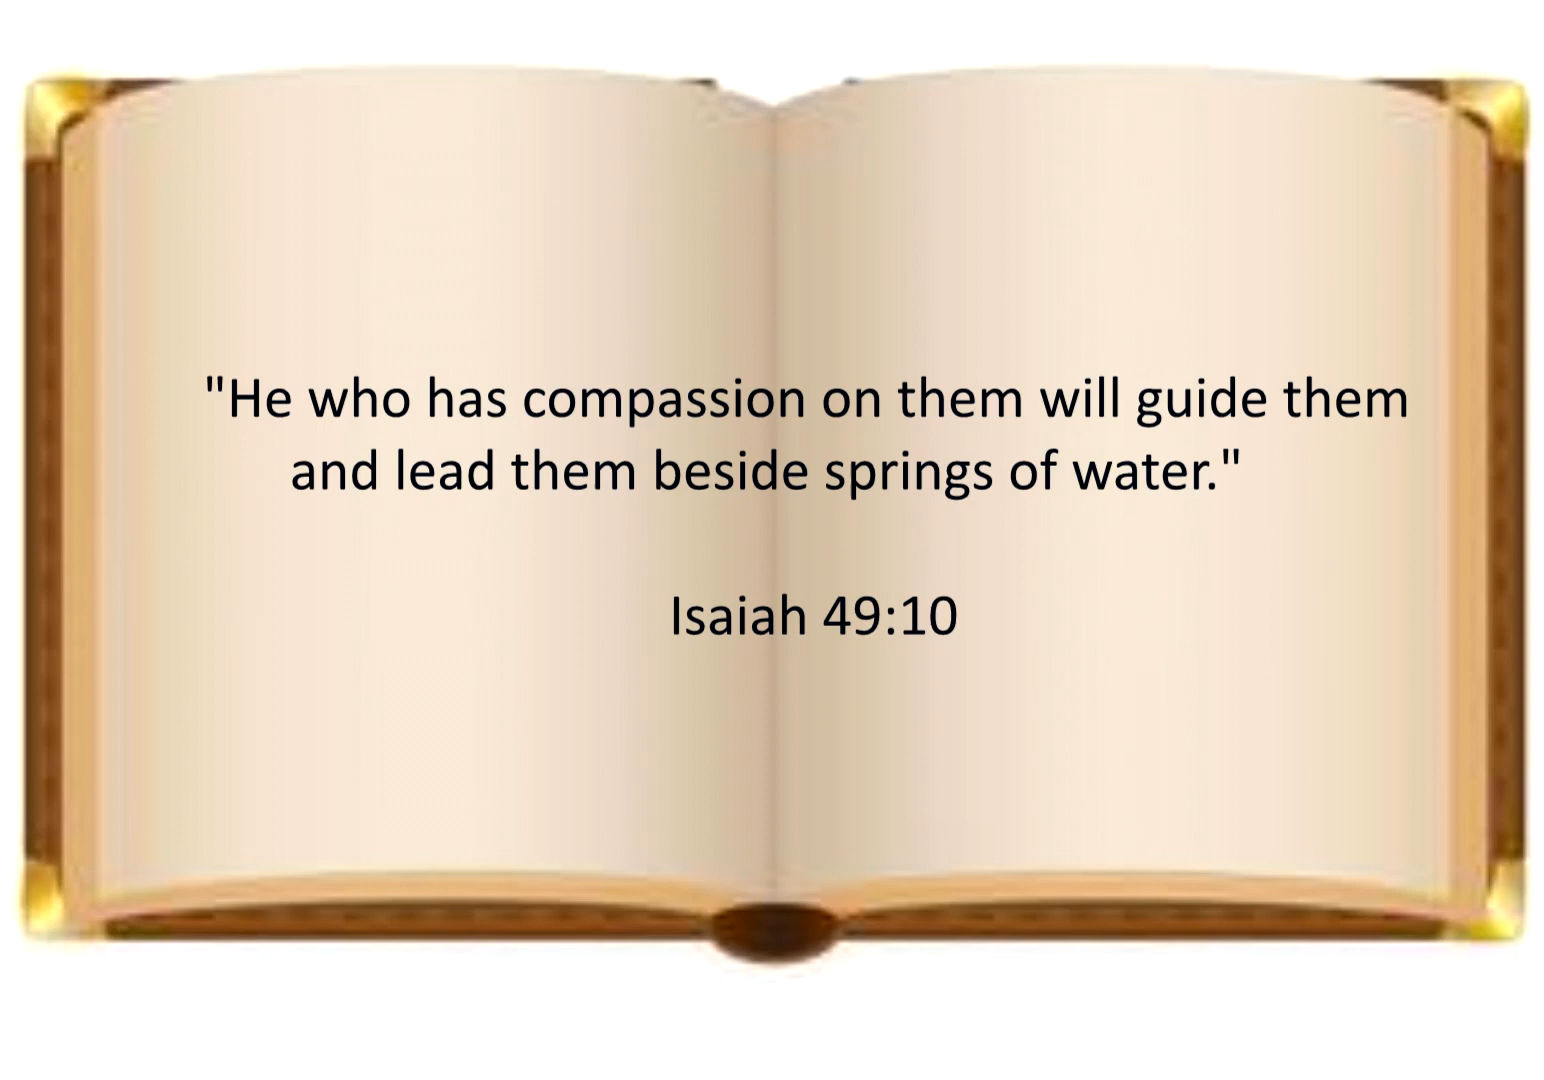 "He who has compassion on them will guide them
and lead them beside springs of water."
Isaiah 49:10